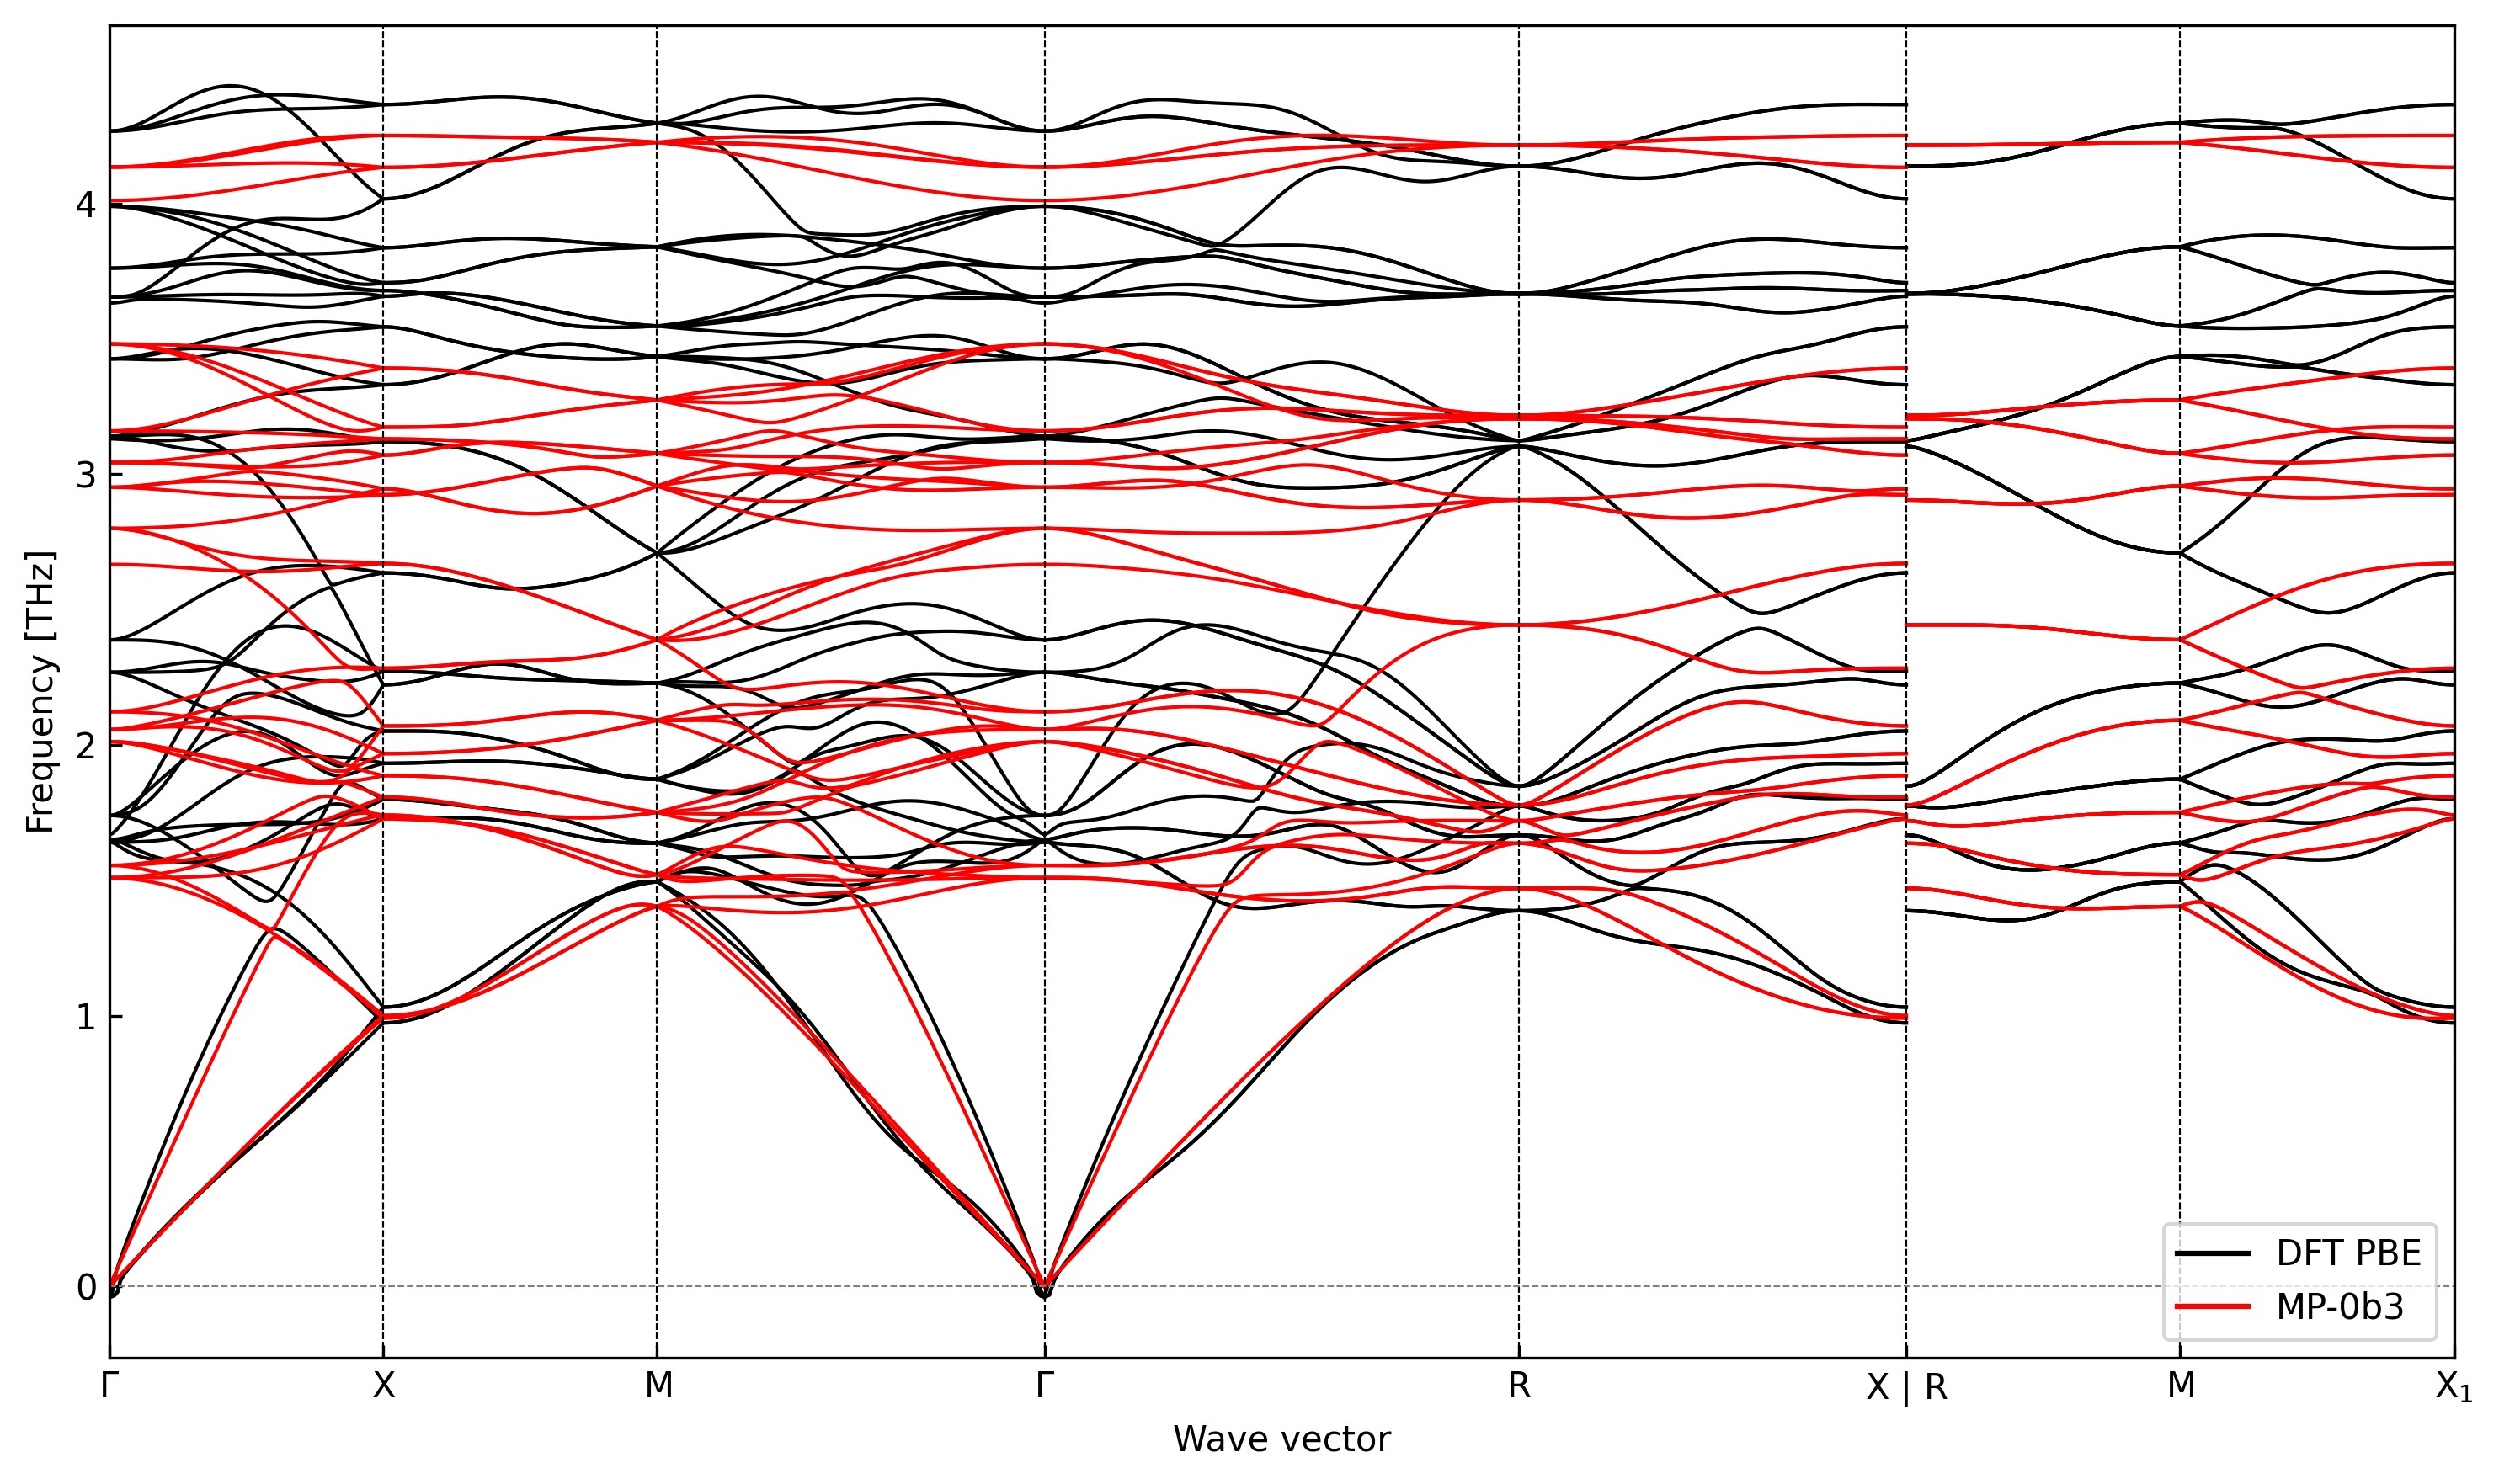 Frequency [THz]
4
3
2
1
0
DFT PBE
MP-0b3
Γ X M Γ R X | R M X₁
Wave vector